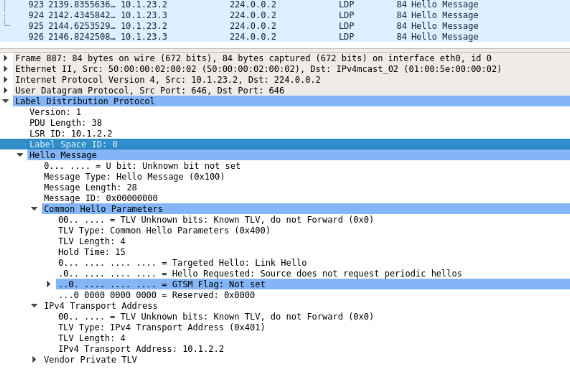 923 2139.8355636… 10.1.23.2 224.0.0.2 LDP 84 Hello Message
924 2142.4345842… 10.1.23.3 224.0.0.2 LDP 84 Hello Message
925 2144.6253529… 10.1.23.2 224.0.0.2 LDP 84 Hello Message
926 2146.8242508… 10.1.23.3 224.0.0.2 LDP 84 Hello Message
Frame 887: 84 bytes on wire (672 bits), 84 bytes captured (672 bits) on interface eth0, id 0
Ethernet II, Src: 50:00:00:02:00:02 (50:00:00:02:00:02), Dst: IPv4mcast_02 (01:00:5e:00:00:02)
Internet Protocol Version 4, Src: 10.1.23.2, Dst: 224.0.0.2
User Datagram Protocol, Src Port: 646, Dst Port: 646
Label Distribution Protocol
Version: 1
PDU Length: 38
LSR ID: 10.1.2.2
Label Space ID: 0
Hello Message
0... .... = U bit: Unknown bit not set
Message Type: Hello Message (0x100)
Message Length: 28
Message ID: 0x00000000
Common Hello Parameters
00.. .... = TLV Unknown bits: Known TLV, do not Forward (0x0)
TLV Type: Common Hello Parameters (0x400)
TLV Length: 4
Hold Time: 15
0... .... .... .... = Targeted Hello: Link Hello
.0.. .... .... .... = Hello Requested: Source does not request periodic hellos
..0. .... .... .... = GTSM Flag: Not set
...0 0000 0000 0000 = Reserved: 0x0000
IPv4 Transport Address
00.. .... = TLV Unknown bits: Known TLV, do not Forward (0x0)
TLV Type: IPv4 Transport Address (0x401)
TLV Length: 4
IPv4 Transport Address: 10.1.2.2
Vendor Private TLV